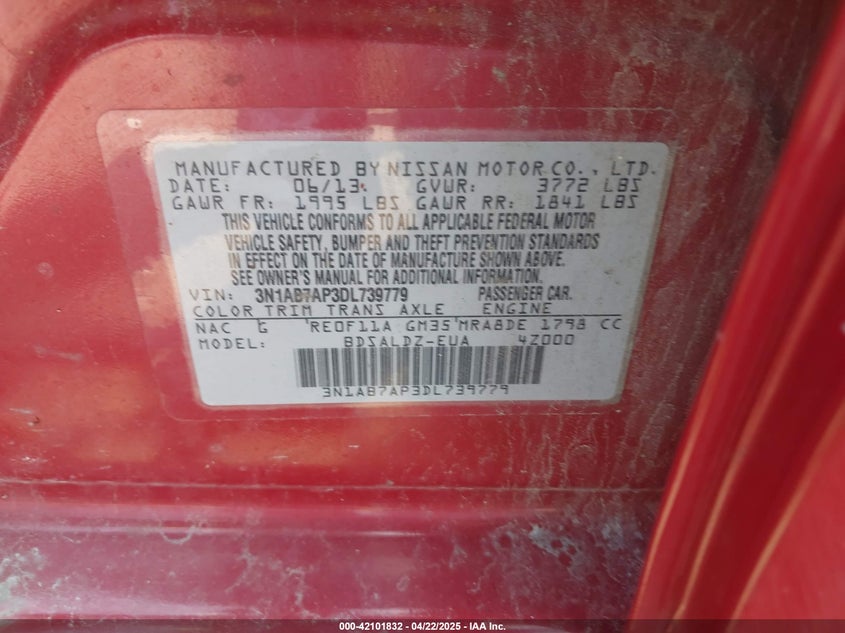 MANUFACTURED BY NISSAN MOTOR CO., LTD.
DATE: 06/13 GVWR: 3772 LBS
GAWR FR: 1995 LBS GAWR RR: 1841 LBS
THIS VEHICLE CONFORMS TO ALL APPLICABLE FEDERAL MOTOR
VEHICLE SAFETY, BUMPER AND THEFT PREVENTION STANDARDS
IN EFFECT ON THE DATE OF MANUFACTURE SHOWN ABOVE.
SEE OWNER'S MANUAL FOR ADDITIONAL INFORMATION.
VIN: 3N1AB7AP3DL739779 PASSENGER CAR.
COLOR TRIM TRANS AXLE ENGINE
NAC G RE0F11A GM35 MRA8DE 1798 CC
MODEL: BDSALDZ-EUA 4Z000
3N1AB7AP3DL739779
000-42101832 - 04/22/2025 - IAA Inc.